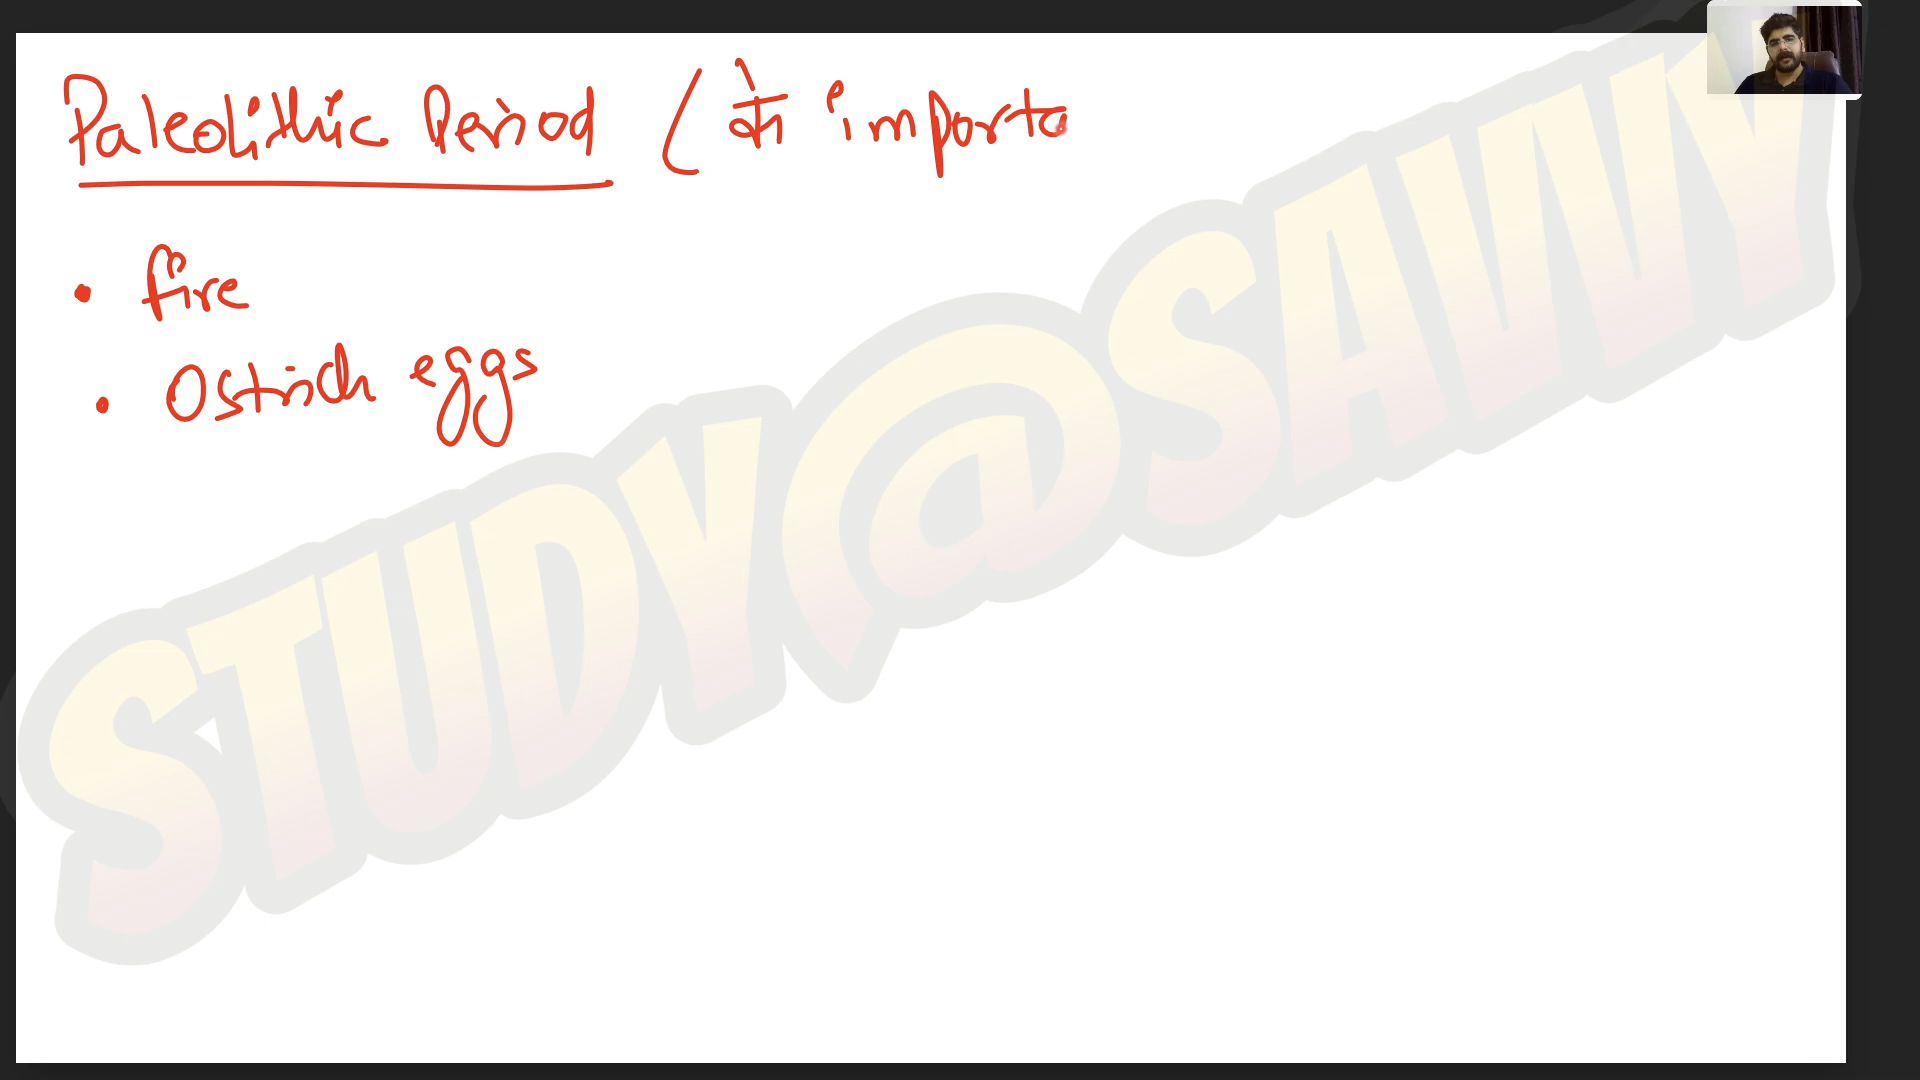 Paleolithic Period ( के importa
• fire
• Ostrich eggs
STUDY@SAVVY